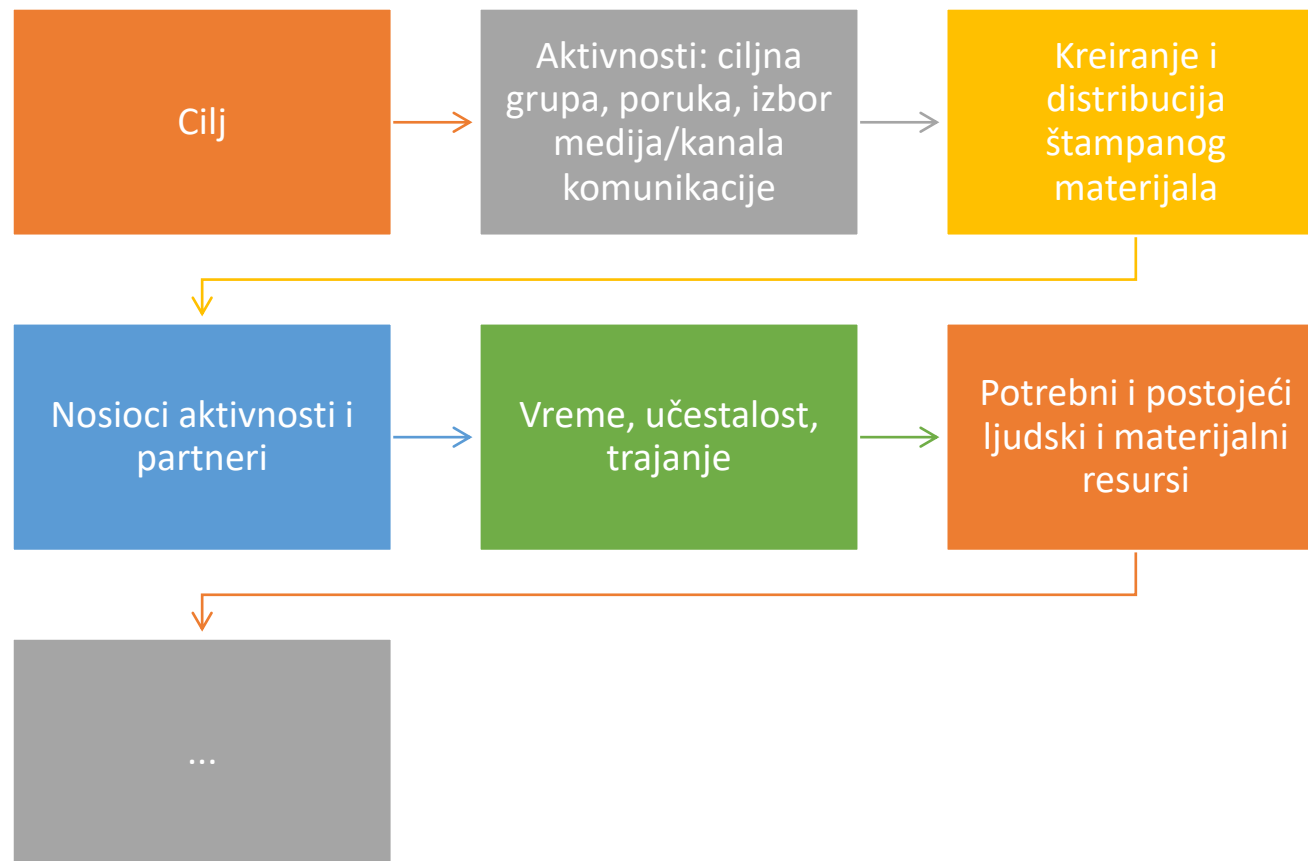 Cilj
Aktivnosti: ciljna
grupa, poruka, izbor
medija/kanala
komunikacije
Kreiranje i
distribucija
štampanog
materijala
Nosioci aktivnosti i
partneri
Vreme, učestalost,
trajanje
Potrebni i postojeći
ljudski i materijalni
resursi
...